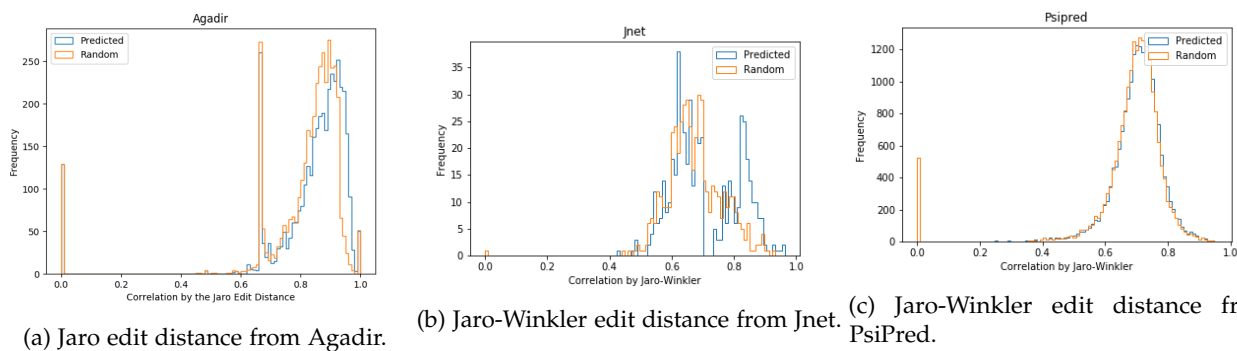 Agadir
Predicted
Random
250
200
150
100
50
0
Frequency
0.0 0.2 0.4 0.6 0.8 1.0
Correlation by the Jaro Edit Distance
(a) Jaro edit distance from Agadir.
Jnet
Predicted
Random
35
30
25
20
15
10
5
0
Frequency
0.0 0.2 0.4 0.6 0.8 1.0
Correlation by Jaro-Winkler
(b) Jaro-Winkler edit distance from Jnet.
Psipred
Predicted
Random
1200
1000
800
600
400
200
0
Frequency
0.0 0.2 0.4 0.6 0.8 1.0
Correlation by Jaro-Winkler
(c) Jaro-Winkler edit distance fr
PsiPred.